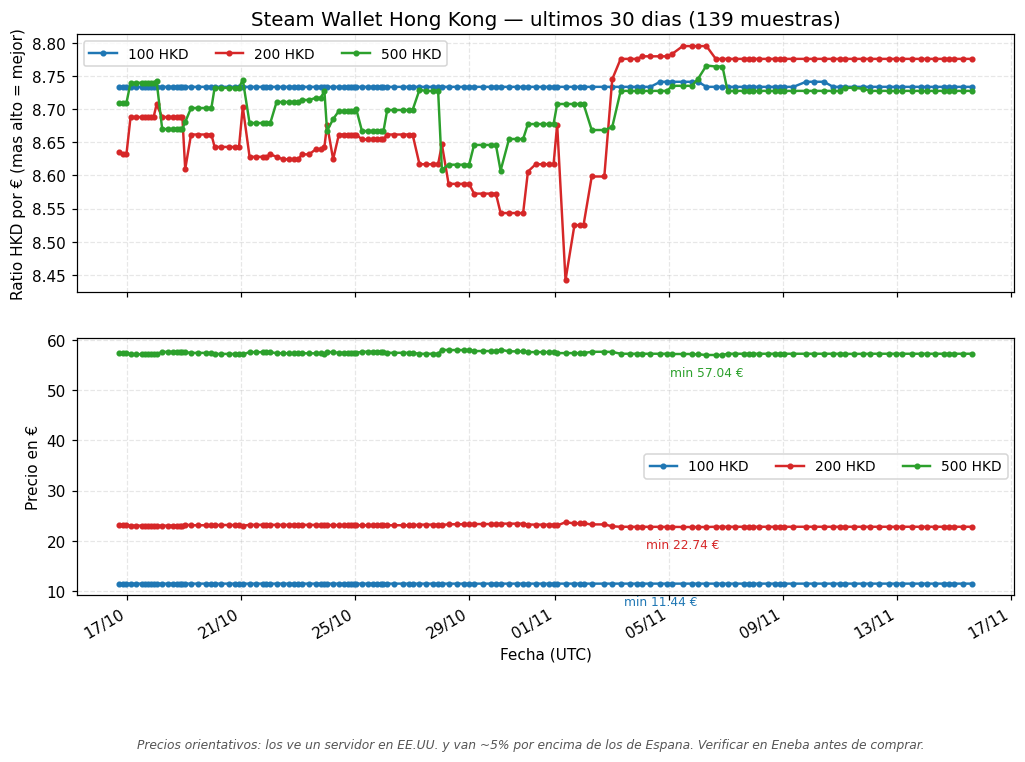 Steam Wallet Hong Kong — ultimos 30 dias (139 muestras)
Ratio HKD por € (mas alto = mejor)
8.80
8.75
8.70
8.65
8.60
8.55
8.50
8.45
100 HKD
200 HKD
500 HKD
Precio en €
60
50
40
30
20
10
min 57.04 €
100 HKD
200 HKD
500 HKD
min 22.74 €
min 11.44 €
17/10
21/10
25/10
29/10
01/11
05/11
09/11
13/11
17/11
Fecha (UTC)
Precios orientativos: los ve un servidor en EE.UU. y van ~5% por encima de los de Espana. Verificar en Eneba antes de comprar.